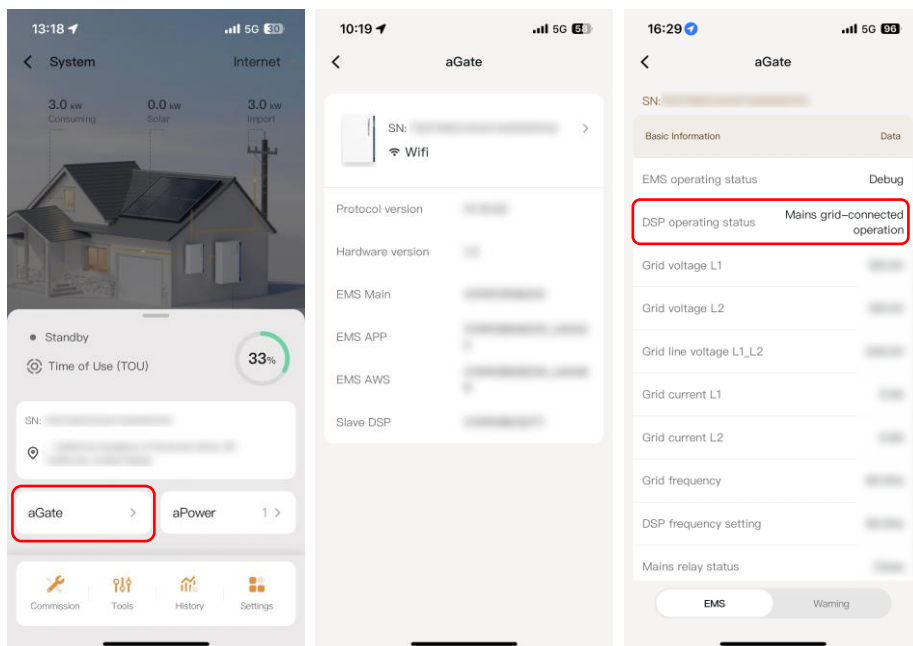 13:18
5G 30
System
Internet
3.0 kw
0.0 kw
3.0 kw
Consuming
Solar
Import
Standby
Time of Use (TOU)
33%
SN:
aGate
aPower 1
Commission
Tools
History
Settings
10:19
5G
aGate
SN:
Wifi
Protocol version
Hardware version
EMS Main
EMS APP
EMS AWS
Slave DSP
16:29
5G 96
aGate
SN:
Basic Information
Data
EMS operating status
Debug
DSP operating status
Mains grid-connected
operation
Grid voltage L1
Grid voltage L2
Grid line voltage L1_L2
Grid current L1
Grid current L2
Grid frequency
DSP frequency setting
Mains relay status
EMS
Warning